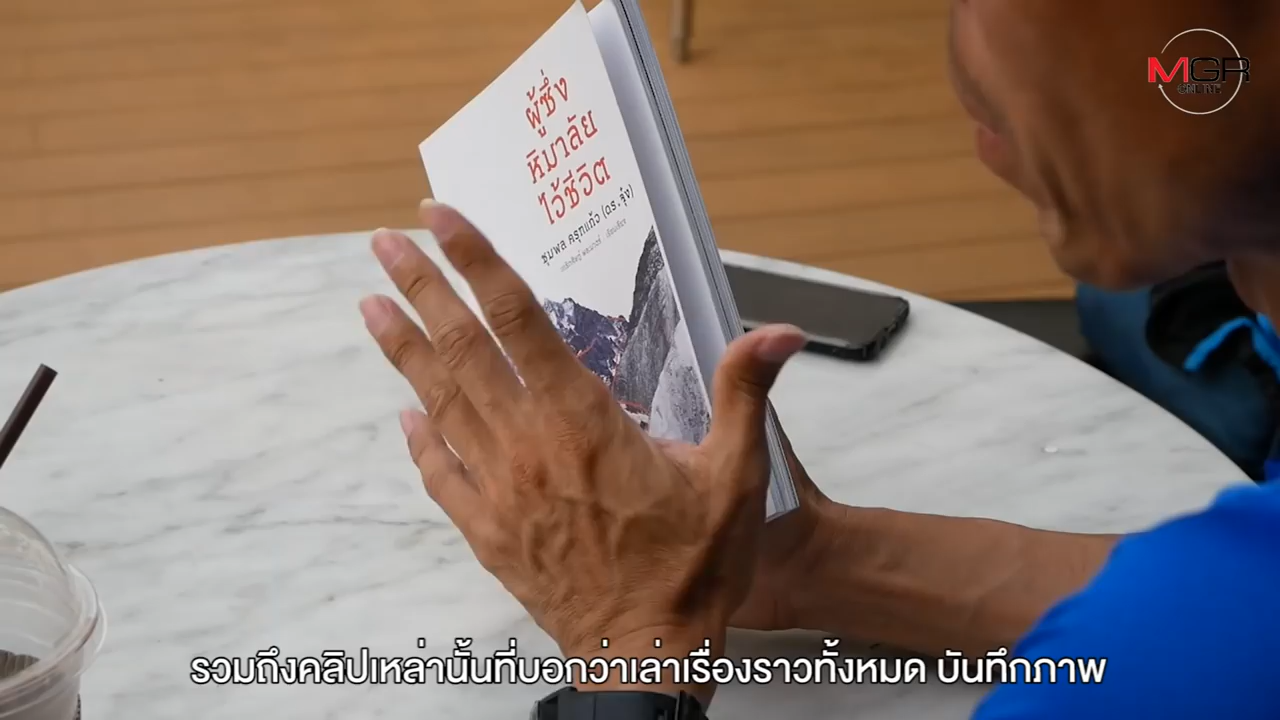 MGR
ONLINE
ผู้ซึ่ง
หิมาลัย
ไว้ชีวิต
ชุมพล ครุฑแก้ว (ดร.จุ๋ง)
รวมถึงคลิปเหล่านั้นที่บอกว่าเล่าเรื่องราวทั้งหมด บันทึกภาพ